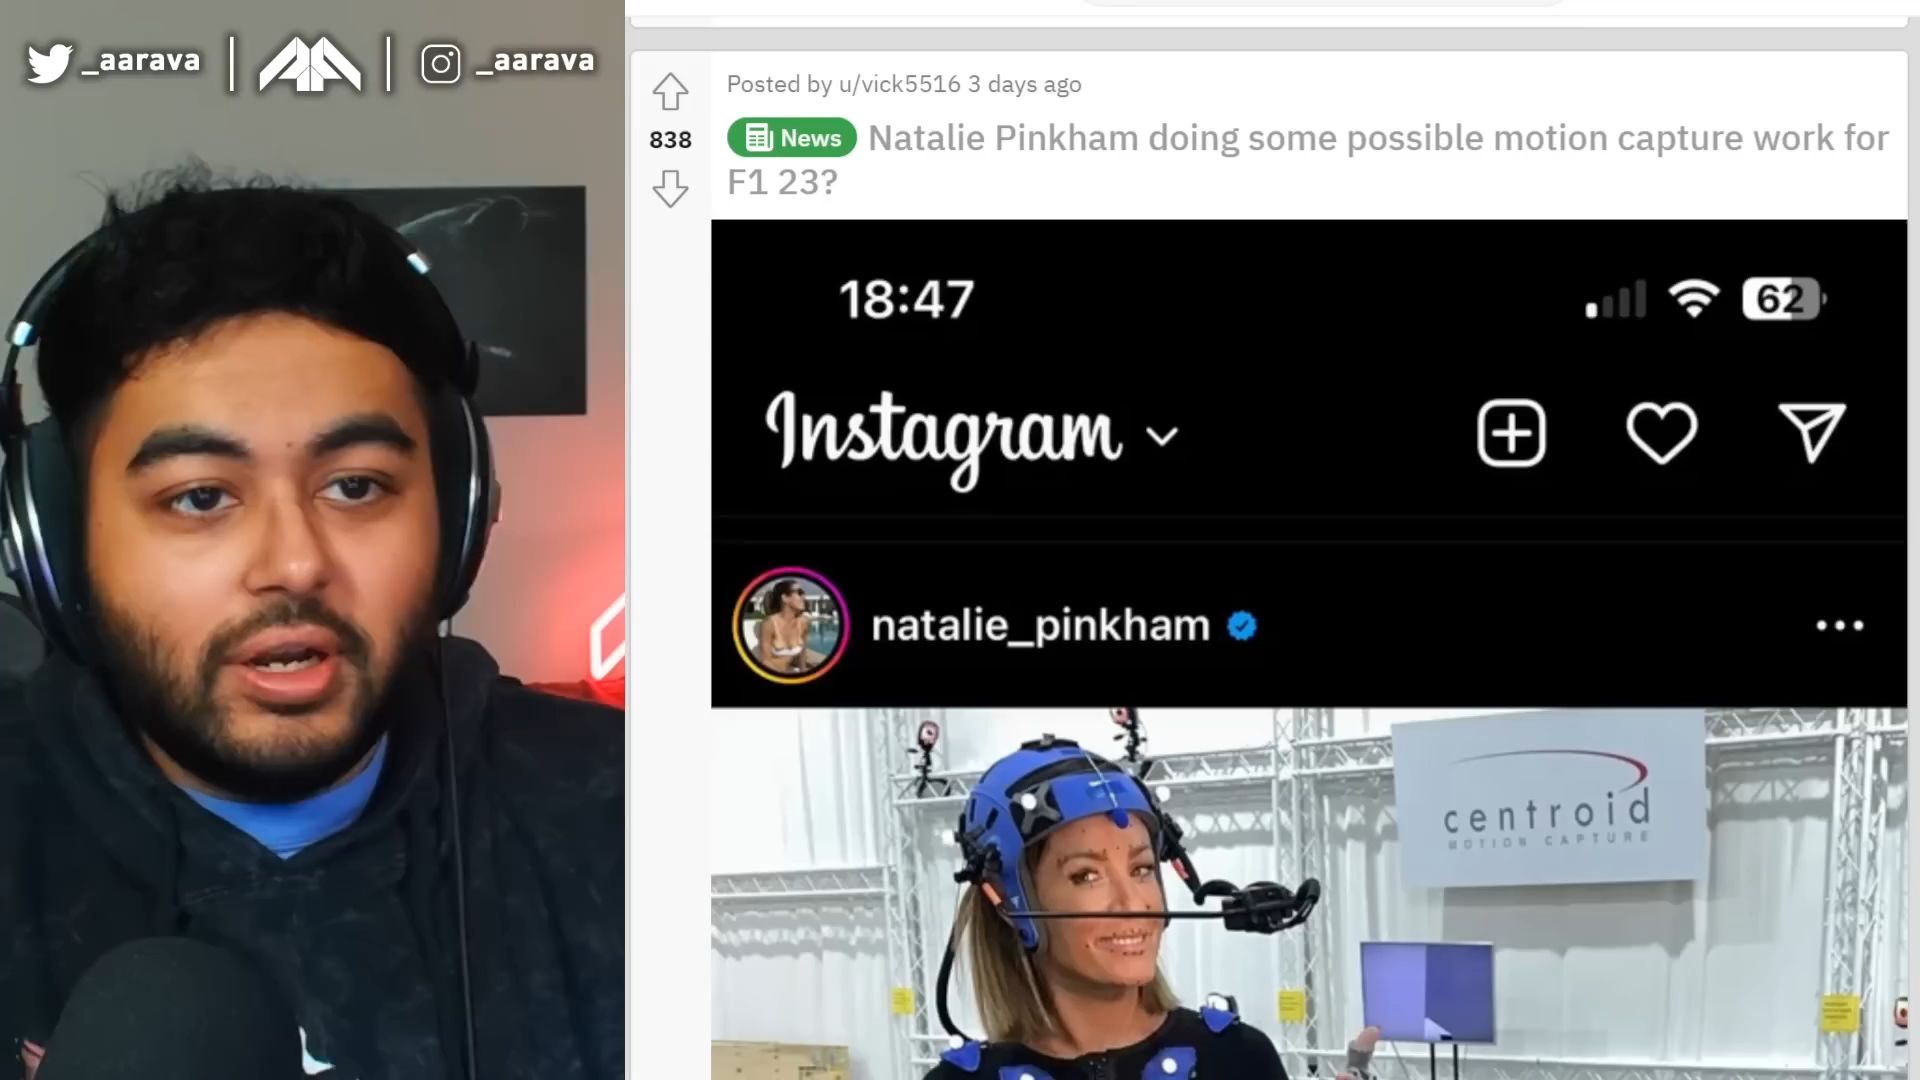 _aarava
_aarava
Posted by u/vick5516 3 days ago
838
News
Natalie Pinkham doing some possible motion capture work for
F1 23?
18:47
62
Instagram
natalie_pinkham
centroid
MOTION CAPTURE